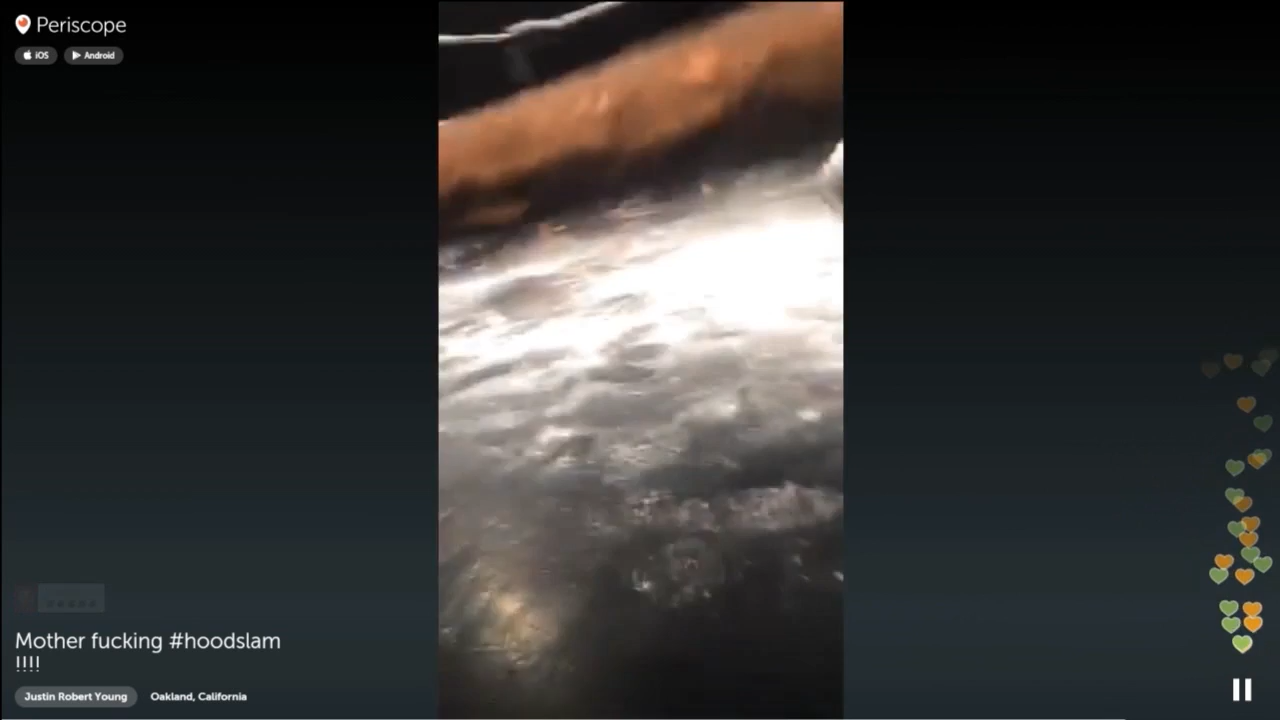 Periscope
iOS
Android
Mother fucking #hoodslam
!!!!
Justin Robert Young
Oakland, California